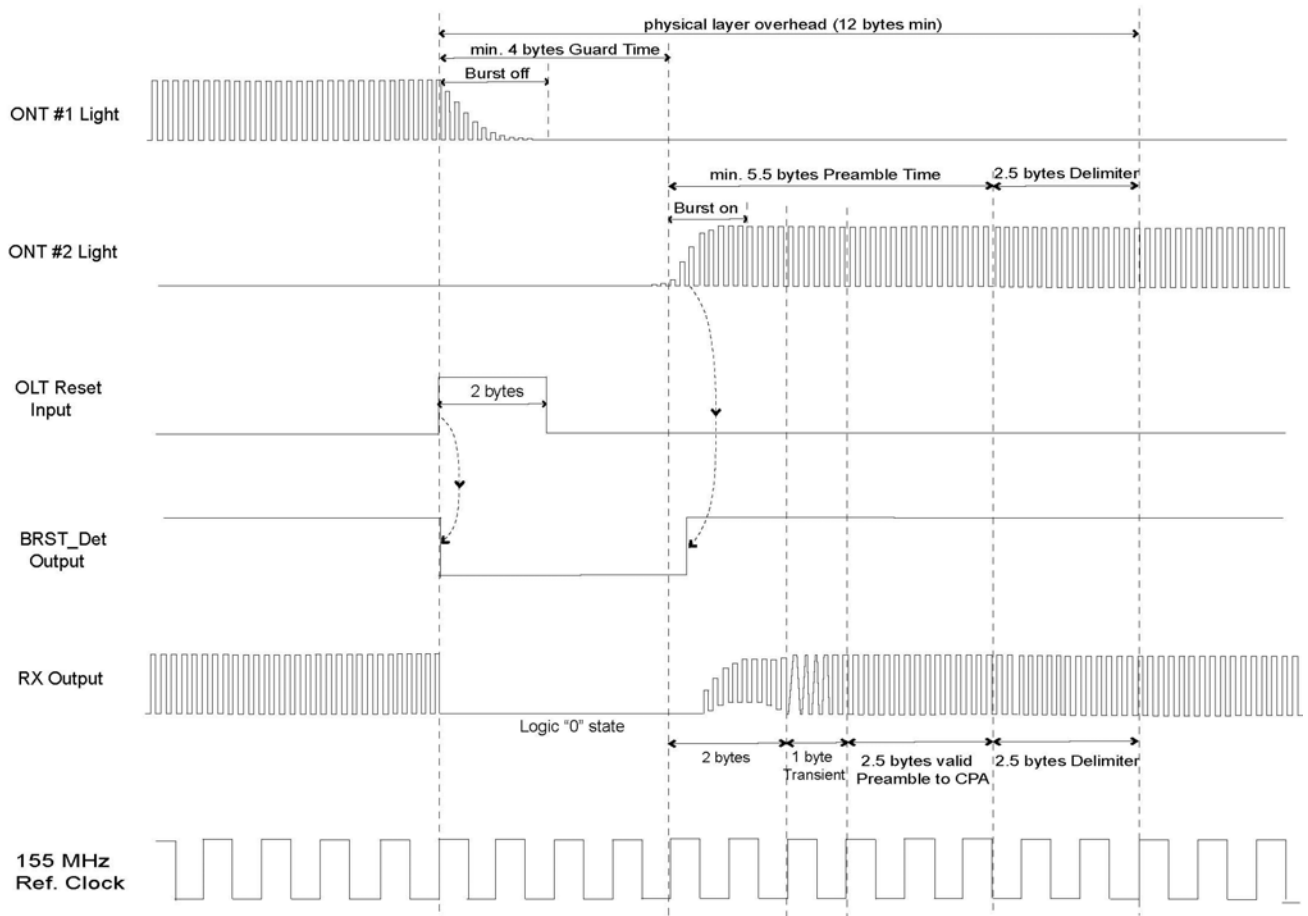 physical layer overhead (12 bytes min)
min. 4 bytes Guard Time
Burst off
ONT #1 Light
min. 5.5 bytes Preamble Time
2.5 bytes Delimiter
Burst on
ONT #2 Light
OLT Reset
Input
2 bytes
BRST_Det
Output
RX Output
Logic "0" state
2 bytes
1 byte
Transient
2.5 bytes valid
Preamble to CPA
2.5 bytes Delimiter
155 MHz
Ref. Clock